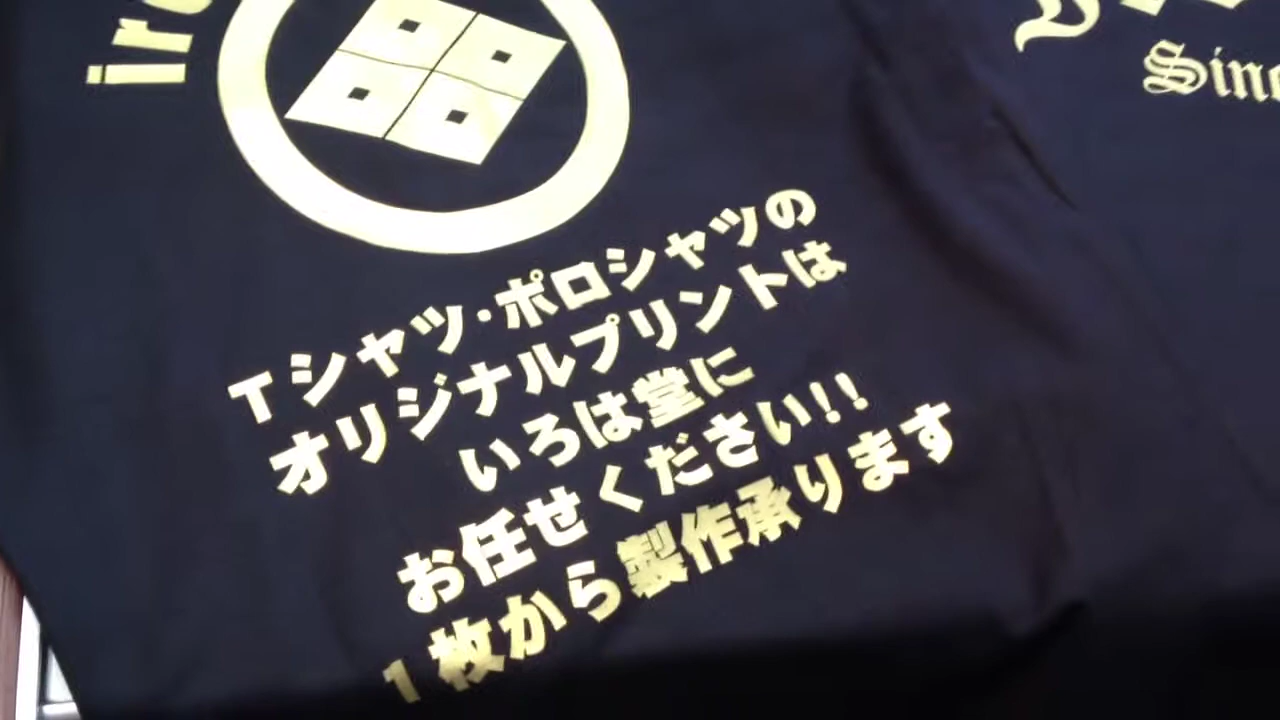 Tシャツ・ポロシャツの
オリジナルプリントは
いろは堂に
お任せください!!
1枚から製作承ります